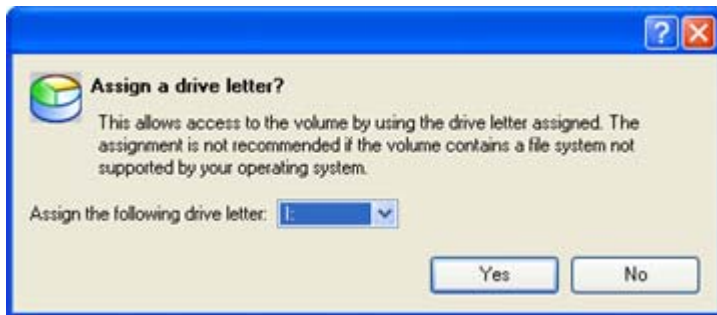 Assign a drive letter?
This allows access to the volume by using the drive letter assigned. The
assignment is not recommended if the volume contains a file system not
supported by your operating system.
Assign the following drive letter: I:
Yes No